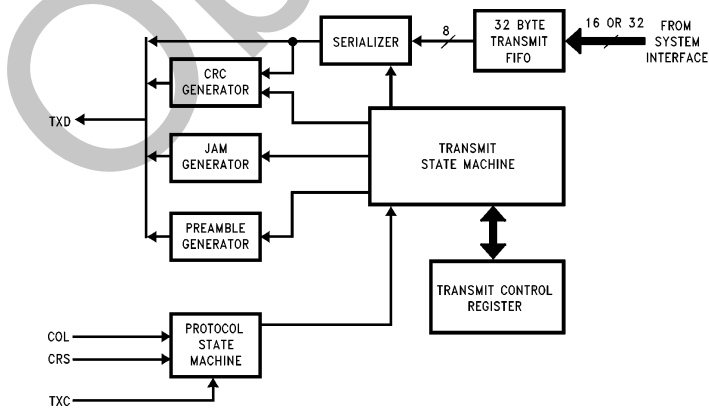 8
16 OR 32
FROM
SYSTEM
INTERFACE
32 BYTE
TRANSMIT
FIFO
SERIALIZER
CRC
GENERATOR
TXD
JAM
GENERATOR
TRANSMIT
STATE MACHINE
PREAMBLE
GENERATOR
TRANSMIT CONTROL
REGISTER
PROTOCOL
STATE
MACHINE
COL
CRS
TXC